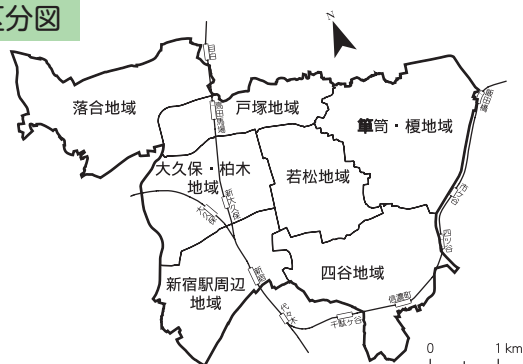 区分図
N
目白
落合地域
高田馬場
戸塚地域
簞笥・榎地域
飯田橋
大久保・柏木
地域
若松地域
市ヶ谷
新大久保
大久保
四ツ谷
新宿駅周辺
地域
新宿
四谷地域
代々木
千駄ケ谷
信濃町
0
1 km